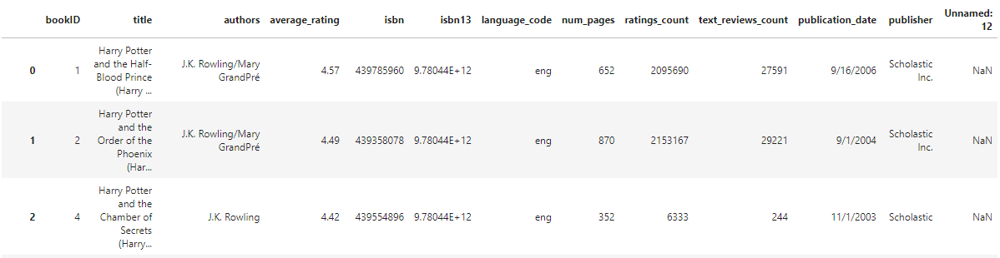 bookID title authors average_rating isbn isbn13 language_code num_pages ratings_count text_reviews_count publication_date publisher Unnamed: 12
0 1 Harry Potter and the Half-Blood Prince (Harry ... J.K. Rowling/Mary GrandPré 4.57 439785960 9.78044E+12 eng 652 2095690 27591 9/16/2006 Scholastic Inc. NaN
1 2 Harry Potter and the Order of the Phoenix (Har... J.K. Rowling/Mary GrandPré 4.49 439358078 9.78044E+12 eng 870 2153167 29221 9/1/2004 Scholastic Inc. NaN
2 4 Harry Potter and the Chamber of Secrets (Harry... J.K. Rowling 4.42 439554896 9.78044E+12 eng 352 6333 244 11/1/2003 Scholastic NaN